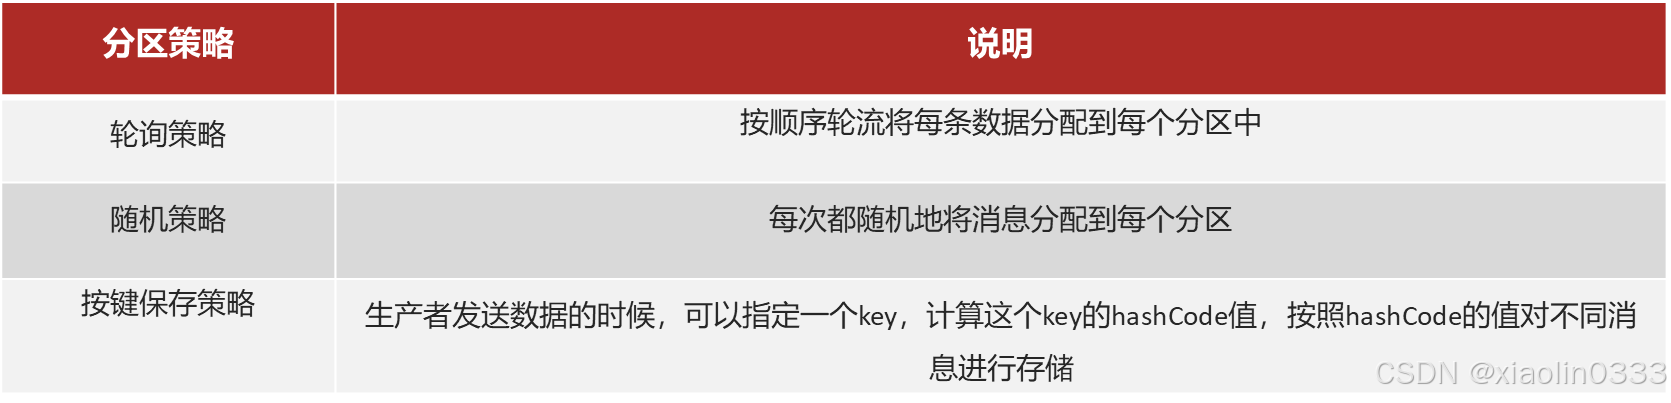 分区策略
说明
轮询策略
按顺序轮流将每条数据分配到每个分区中
随机策略
每次都随机地将消息分配到每个分区
按键保存策略
生产者发送数据的时候，可以指定一个key，计算这个key的hashCode值，按照hashCode的值对不同消
息进行存储
CSDN @xiaolin0333